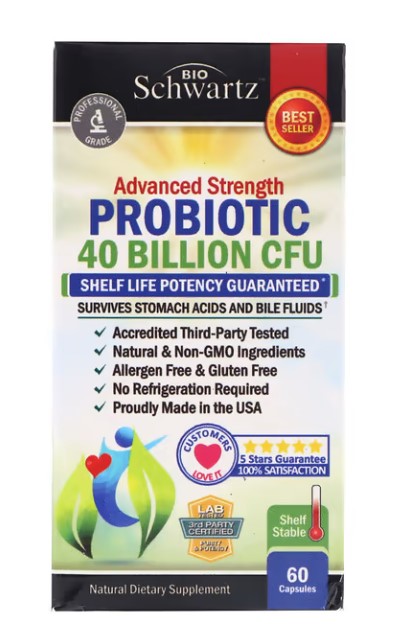 BIO
Schwartz
PROFESSIONAL
GRADE
BEST
SELLER
Advanced Strength
PROBIOTIC
40 BILLION CFU
SHELF LIFE POTENCY GUARANTEED*
SURVIVES STOMACH ACIDS AND BILE FLUIDS†
✓ Accredited Third-Party Tested
✓ Natural & Non-GMO Ingredients
✓ Allergen Free & Gluten Free
✓ No Refrigeration Required
✓ Proudly Made in the USA
CUSTOMERS
LOVE IT
5 Stars Guarantee
100% SATISFACTION
LAB
3rd PARTY
CERTIFIED
PURITY
& POTENCY
Shelf
Stable
60
Capsules
Natural Dietary Supplement